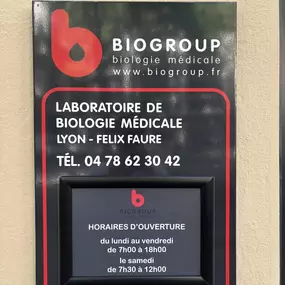 BIOGROUP
biologie médicale
www.biogroup.fr
LABORATOIRE DE
BIOLOGIE MÉDICALE
LYON - FELIX FAURE
TÉL. 04 78 62 30 42
BIOGROUP
HORAIRES D'OUVERTURE
du lundi au vendredi
de 7h00 à 18h00
le samedi
de 7h30 à 12h00